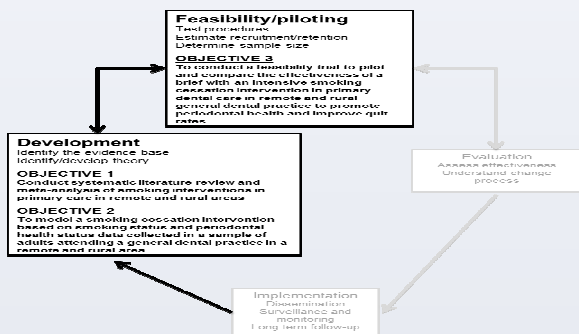 Feasibility/piloting
Test procedures
Estimate recruitment/retention
Determine sample size
OBJECTIVE 3
To conduct a feasibility trial to pilot
and compare the effectiveness of a
brief with an intensive smoking
cessation intervention in primary
dental care in remote and rural
general dental practice to promote
periodontal health and improve quit
rates
Development
Identify the evidence base
Identify/develop theory
OBJECTIVE 1
Conduct systematic literature review and
meta-analysis of smoking interventions in
primary care in remote and rural areas
OBJECTIVE 2
To model a smoking cessation intervention
based on smoking status and periodontal
health status data collected in a sample of
adults attending a general dental practice in a
remote and rural area
Evaluation
Assess effectiveness
Understand change
process
Implementation
Dissemination
Surveillance and
monitoring
Long term follow-up